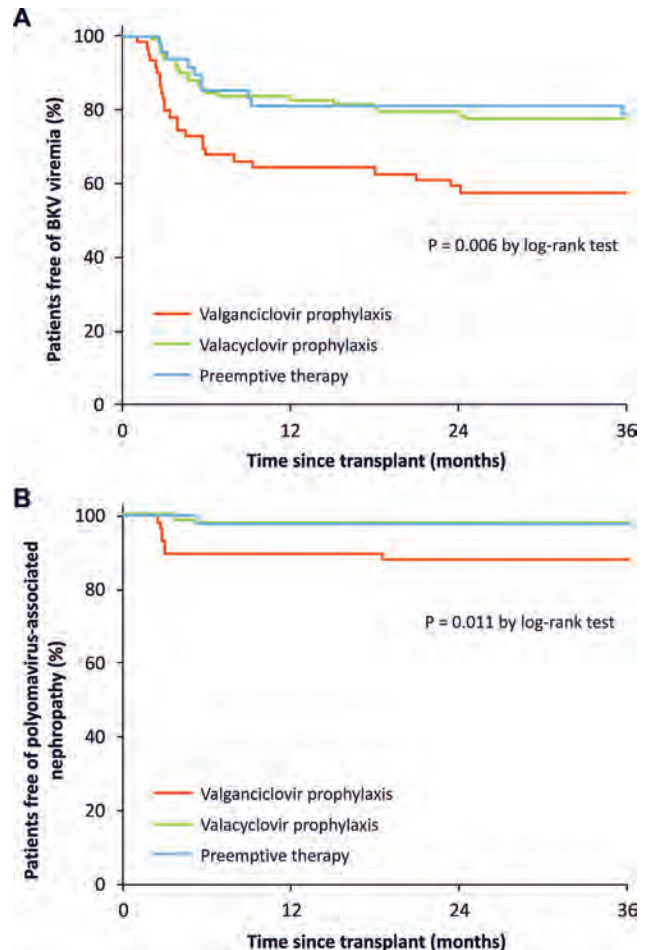 A
100
80
60
40
20
0
Patients free of BKV viremia (%)
P = 0.006 by log-rank test
Valganciclovir prophylaxis
Valacyclovir prophylaxis
Preemptive therapy
0 12 24 36
Time since transplant (months)
B
100
80
60
40
20
0
Patients free of polyomavirus-associated
nephropathy (%)
P = 0.011 by log-rank test
Valganciclovir prophylaxis
Valacyclovir prophylaxis
Preemptive therapy
0 12 24 36
Time since transplant (months)